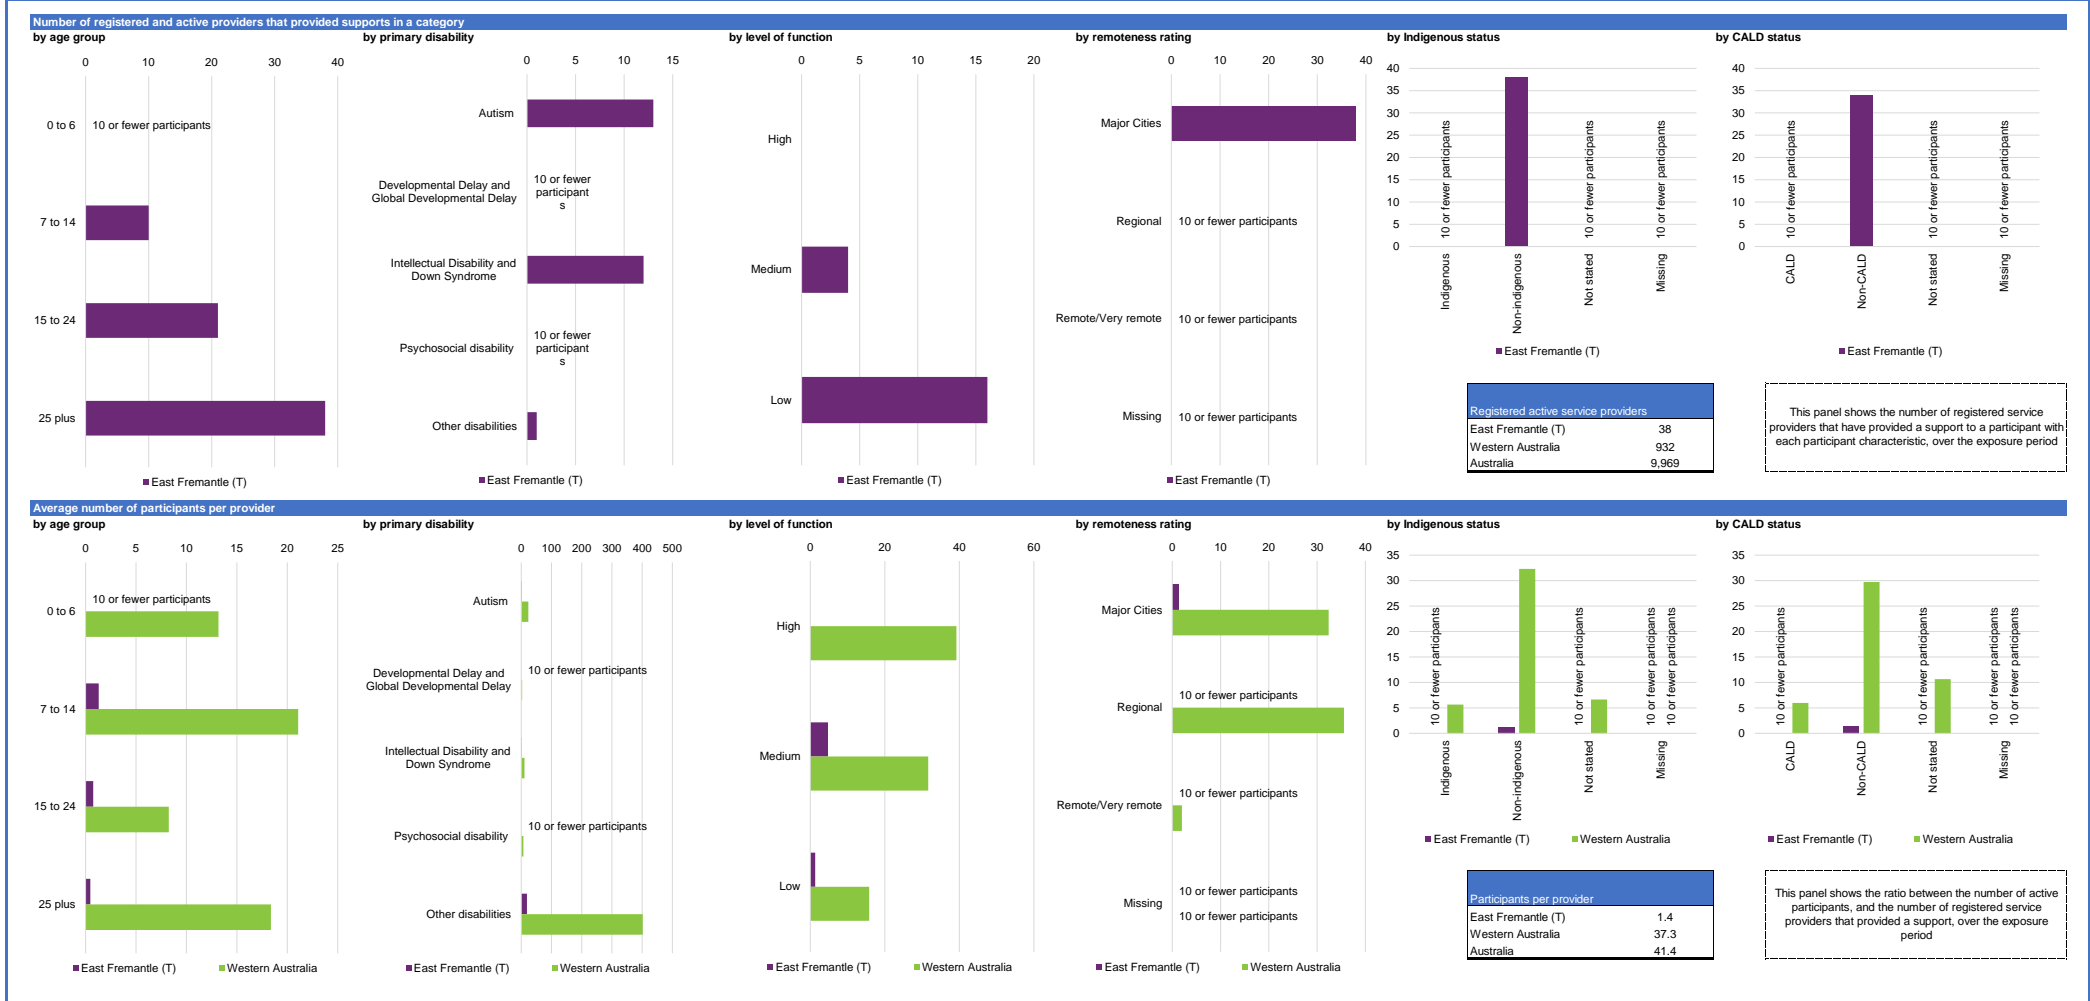 Number of registered and active providers that provided supports in a category
by age group
0 10 20 30 40
0 to 6
10 or fewer participants
7 to 14
15 to 24
25 plus
East Fremantle (T)
by primary disability
0 5 10 15
Autism
Developmental Delay and
Global Developmental Delay
10 or fewer
participant
s
Intellectual Disability and
Down Syndrome
Psychosocial disability
10 or fewer
participant
s
Other disabilities
East Fremantle (T)
by level of function
0 5 10 15 20
High
Medium
Low
East Fremantle (T)
by remoteness rating
0 10 20 30 40
Major Cities
Regional
10 or fewer participants
Remote/Very remote
10 or fewer participants
Missing
10 or fewer participants
East Fremantle (T)
by Indigenous status
40
35
30
25
20
15
10
5
0
10 or fewer participants
10 or fewer participants
10 or fewer participants
Indigenous
Non-indigenous
Not stated
Missing
East Fremantle (T)
by CALD status
40
35
30
25
20
15
10
5
0
10 or fewer participants
10 or fewer participants
10 or fewer participants
CALD
Non-CALD
Not stated
Missing
East Fremantle (T)
Registered active service providers
East Fremantle (T) 38
Western Australia 932
Australia 9,969
This panel shows the number of registered service
providers that have provided a support to a participant with
each participant characteristic, over the exposure period
Average number of participants per provider
by age group
0 5 10 15 20 25
0 to 6
10 or fewer participants
7 to 14
15 to 24
25 plus
East Fremantle (T) Western Australia
by primary disability
0 100 200 300 400 500
Autism
Developmental Delay and
Global Developmental Delay
10 or fewer participants
Intellectual Disability and
Down Syndrome
Psychosocial disability
10 or fewer participants
Other disabilities
East Fremantle (T) Western Australia
by level of function
0 20 40 60
High
Medium
Low
East Fremantle (T) Western Australia
by remoteness rating
0 10 20 30 40
Major Cities
Regional
10 or fewer participants
Remote/Very remote
10 or fewer participants
Missing
10 or fewer participants
10 or fewer participants
East Fremantle (T) Western Australia
by Indigenous status
35
30
25
20
15
10
5
0
10 or fewer participants
10 or fewer participants
10 or fewer participants
10 or fewer participants
Indigenous
Non-indigenous
Not stated
Missing
East Fremantle (T) Western Australia
by CALD status
35
30
25
20
15
10
5
0
10 or fewer participants
10 or fewer participants
10 or fewer participants
10 or fewer participants
CALD
Non-CALD
Not stated
Missing
East Fremantle (T) Western Australia
Participants per provider
East Fremantle (T) 1.4
Western Australia 37.3
Australia 41.4
This panel shows the ratio between the number of active
participants, and the number of registered service
providers that provided a support, over the exposure
period